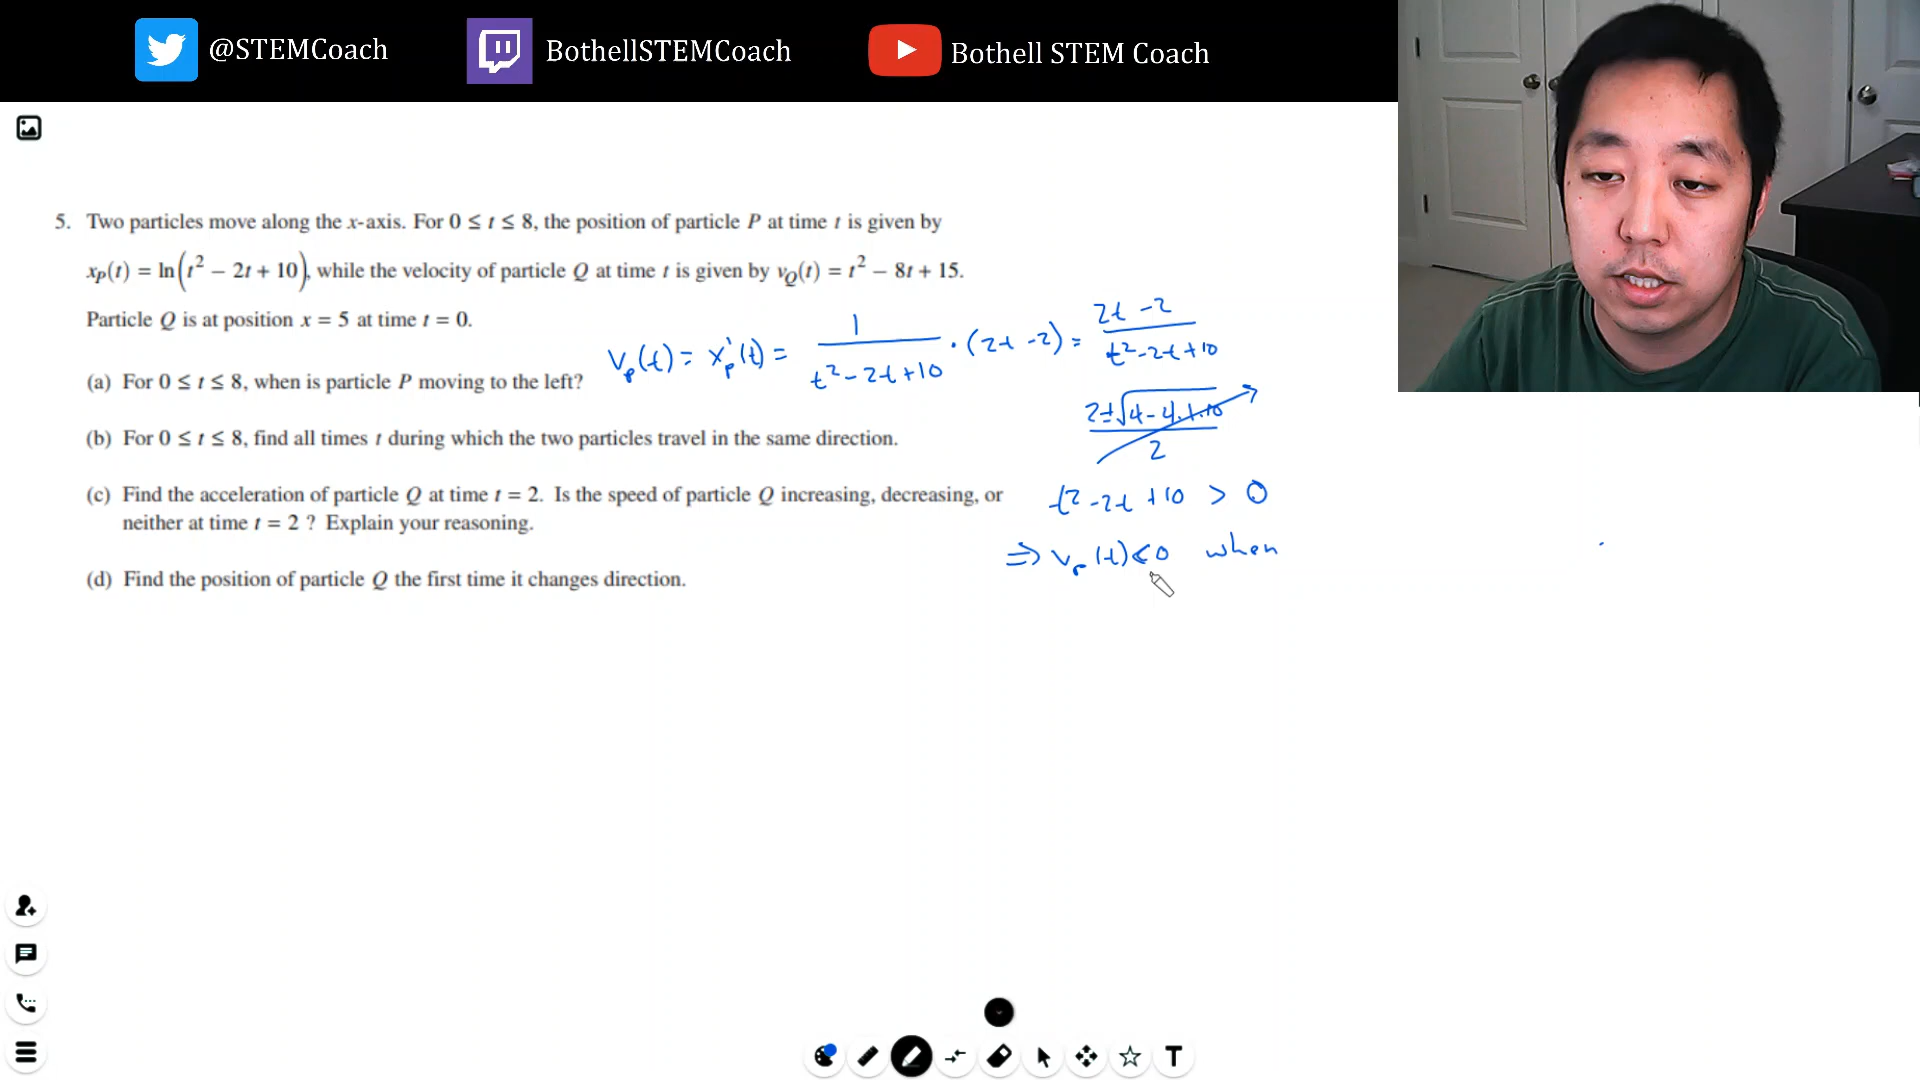 @STEMCoach BothellSTEMCoach Bothell STEM Coach
5. Two particles move along the x-axis. For 0 ≤ t ≤ 8, the position of particle P at time t is given by
xP(t) = ln(t² − 2t + 10), while the velocity of particle Q at time t is given by vQ(t) = t² − 8t + 15.
Particle Q is at position x = 5 at time t = 0.
vp(t) = xp'(t) = 1/(t² - 2t + 10) · (2t - 2) = (2t - 2)/(t² - 2t + 10)
(a) For 0 ≤ t ≤ 8, when is particle P moving to the left?
(2 ± √(4 - 4·1·10))/2
(b) For 0 ≤ t ≤ 8, find all times t during which the two particles travel in the same direction.
(c) Find the acceleration of particle Q at time t = 2. Is the speed of particle Q increasing, decreasing, or
neither at time t = 2 ? Explain your reasoning.
t² - 2t + 10 > 0
⇒ vp(t) < 0 when
(d) Find the position of particle Q the first time it changes direction.
T